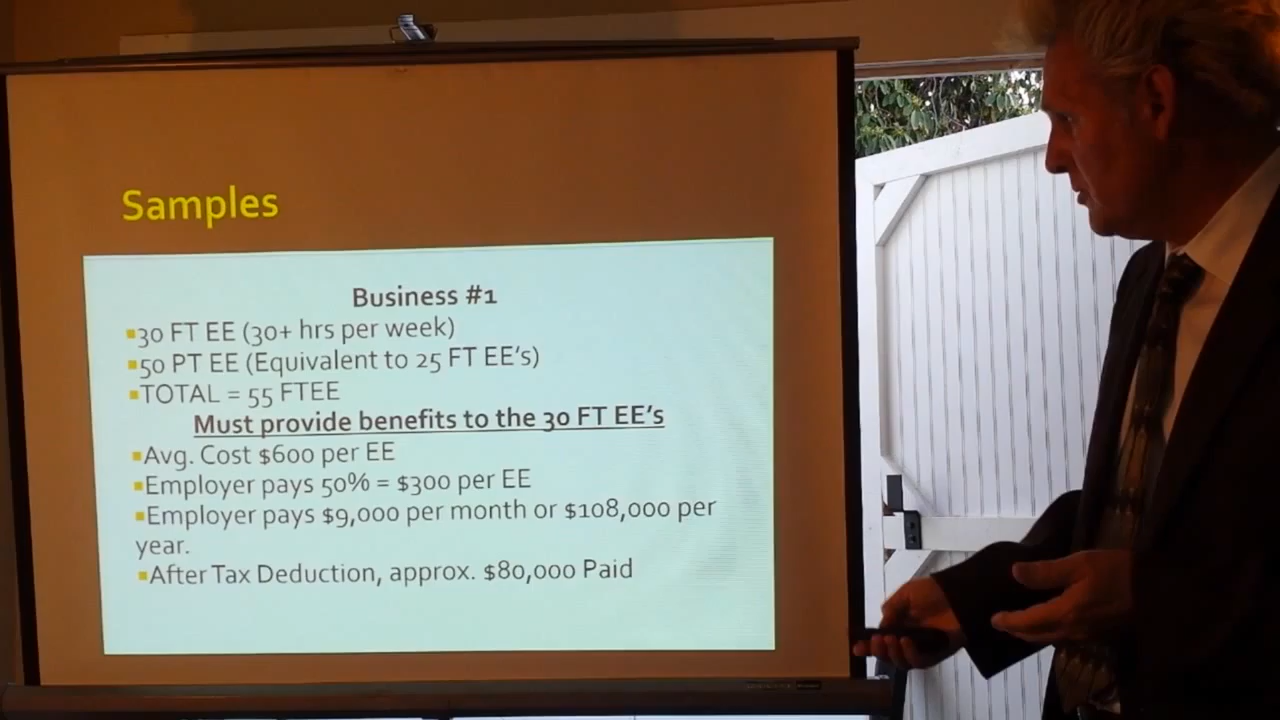 Samples
Business #1
▪30 FT EE (30+ hrs per week)
▪50 PT EE (Equivalent to 25 FT EE's)
▪TOTAL = 55 FTEE
Must provide benefits to the 30 FT EE's
▪Avg. Cost $600 per EE
▪Employer pays 50% = $300 per EE
▪Employer pays $9,000 per month or $108,000 per
year.
▪After Tax Deduction, approx. $80,000 Paid